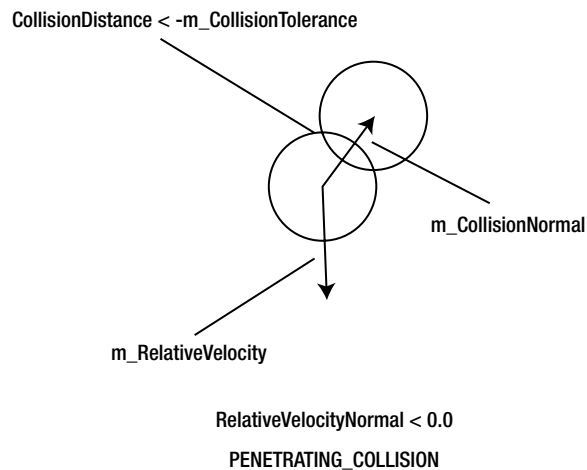 CollisionDistance < -m_CollisionTolerance
m_CollisionNormal
m_RelativeVelocity
RelativeVelocityNormal < 0.0
PENETRATING_COLLISION